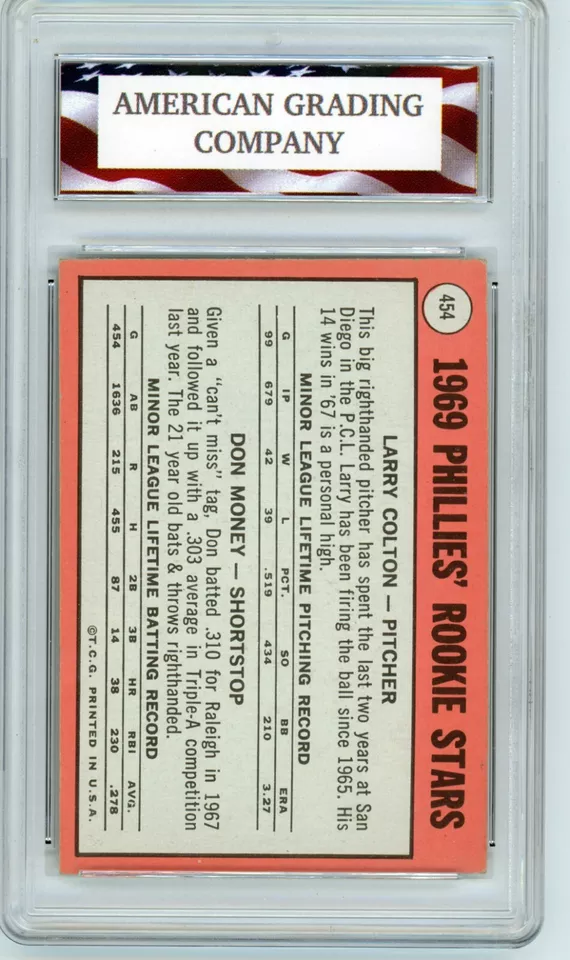 AMERICAN GRADING
COMPANY
454
1969 PHILLIES' ROOKIE STARS
LARRY COLTON — PITCHER
This big righthanded pitcher has spent the last two years at San
Diego in the P.C.L. Larry has been firing the ball since 1965. His
14 wins in '67 is a personal high.
MINOR LEAGUE LIFETIME PITCHING RECORD
G IP W L PCT. SO BB ERA
99 679 42 39 .519 434 210 3.27
DON MONEY — SHORTSTOP
Given a "can't miss" tag, Don batted .310 for Raleigh in 1967
and followed it up with a .303 average in Triple-A competition
last year. The 21 year old bats & throws righthanded.
MINOR LEAGUE LIFETIME BATTING RECORD
G AB R H 2B 3B HR RBI AVG.
454 1636 215 455 87 14 38 230 .278
©T.C.G. PRINTED IN U.S.A.